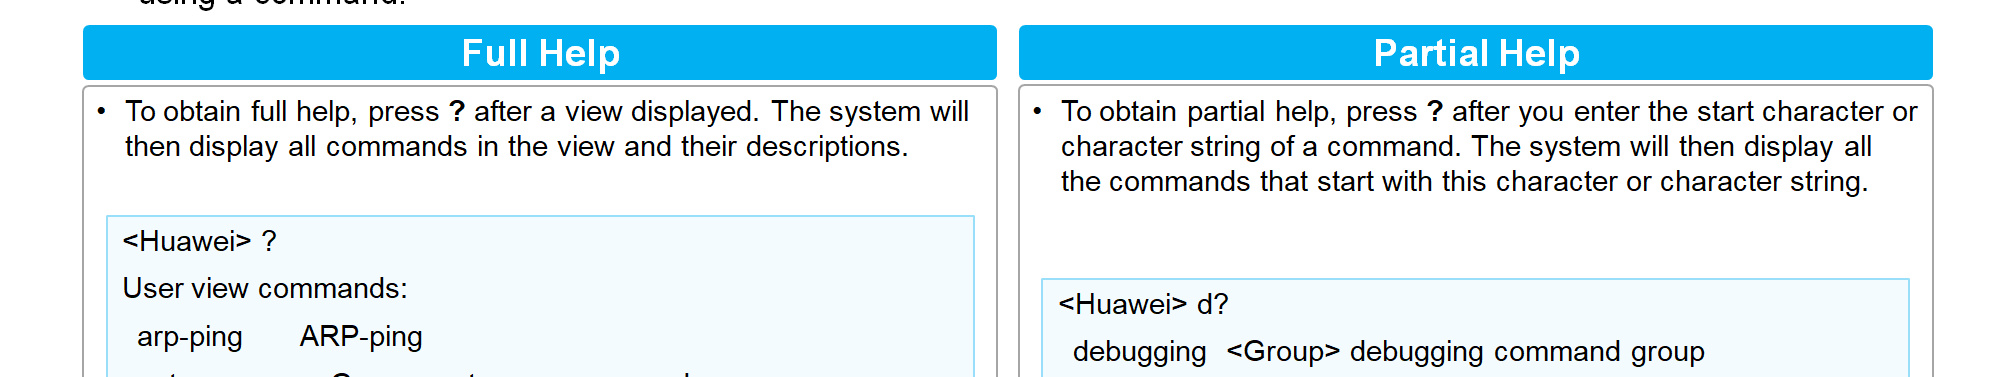 using a command.
Full Help
• To obtain full help, press ? after a view displayed. The system will
then display all commands in the view and their descriptions.
<Huawei> ?
User view commands:
arp-ping ARP-ping
Partial Help
• To obtain partial help, press ? after you enter the start character or
character string of a command. The system will then display all
the commands that start with this character or character string.
<Huawei> d?
debugging <Group> debugging command group